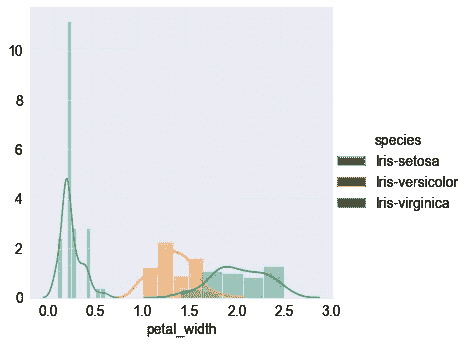 10
8
6
4
2
0
0.0 0.5 1.0 1.5 2.0 2.5 3.0
petal_width
species
Iris-setosa
Iris-versicolor
Iris-virginica